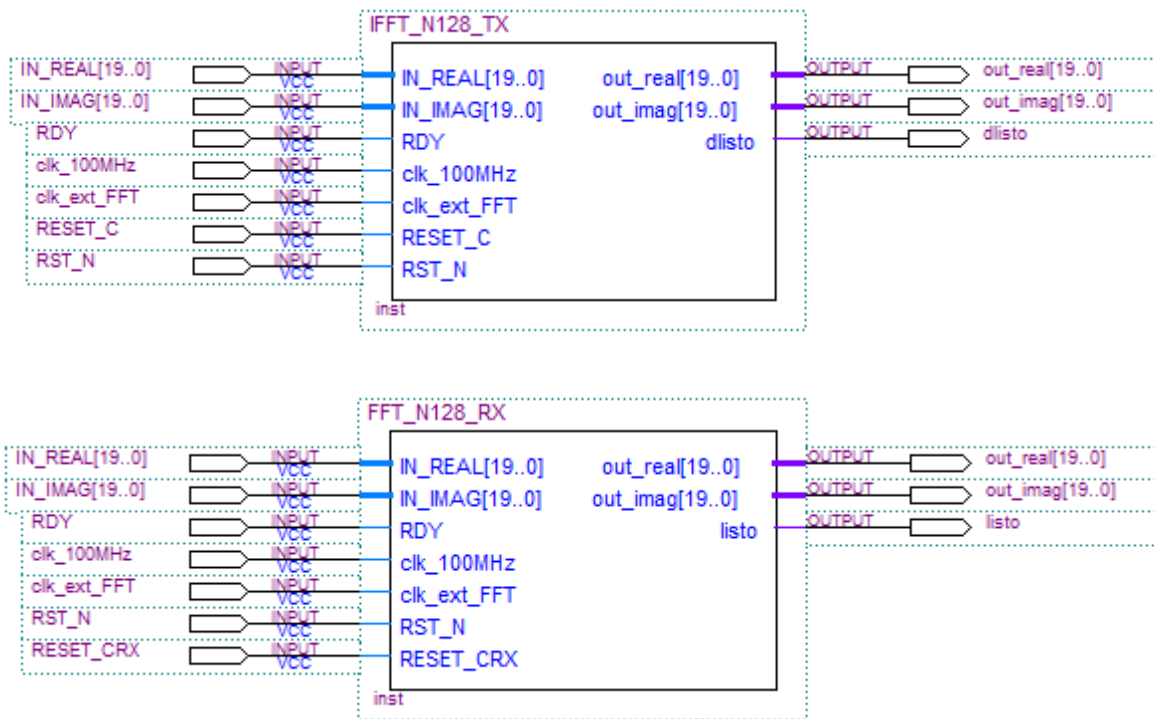 IFFT_N128_TX
IN_REAL[19..0] INPUT VCC IN_REAL[19..0] out_real[19..0] OUTPUT out_real[19..0]
IN_IMAG[19..0] INPUT VCC IN_IMAG[19..0] out_imag[19..0] OUTPUT out_imag[19..0]
RDY INPUT VCC RDY dlisto OUTPUT dlisto
clk_100MHz INPUT VCC clk_100MHz
clk_ext_FFT INPUT VCC clk_ext_FFT
RESET_C INPUT VCC RESET_C
RST_N INPUT VCC RST_N
inst
FFT_N128_RX
IN_REAL[19..0] INPUT VCC IN_REAL[19..0] out_real[19..0] OUTPUT out_real[19..0]
IN_IMAG[19..0] INPUT VCC IN_IMAG[19..0] out_imag[19..0] OUTPUT out_imag[19..0]
RDY INPUT VCC RDY listo OUTPUT listo
clk_100MHz INPUT VCC clk_100MHz
clk_ext_FFT INPUT VCC clk_ext_FFT
RST_N INPUT VCC RST_N
RESET_CRX INPUT VCC RESET_CRX
inst